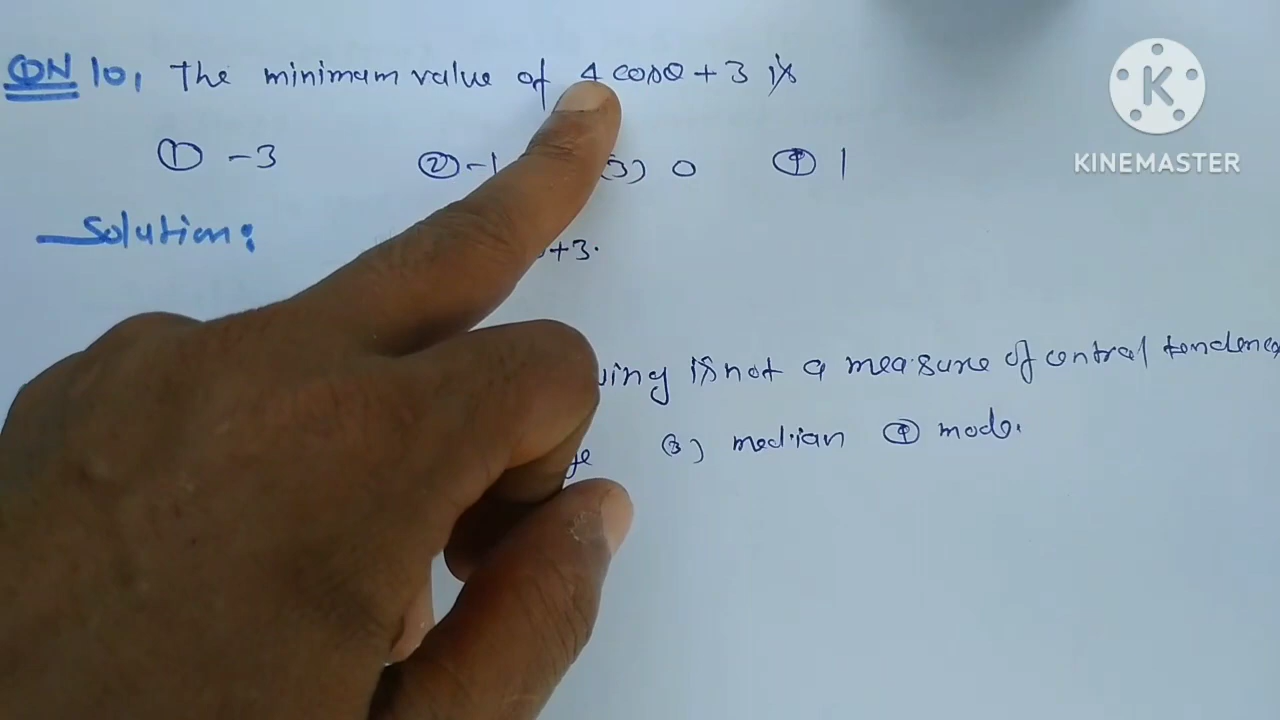 QN 10, The minimum value of 4 cosθ + 3 is
① -3 ② -1 (3) 0 ④ 1
Solution:
+3.
is not a measure of central tendenc
(3) median ④ mode.
K
KINEMASTER